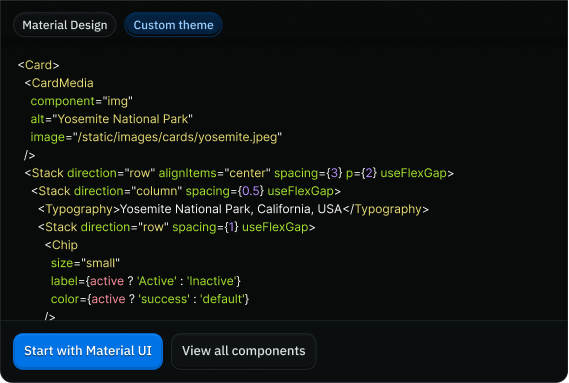 Material Design
Custom theme
<Card>
  <CardMedia
    component="img"
    alt="Yosemite National Park"
    image="/static/images/cards/yosemite.jpeg"
  />
  <Stack direction="row" alignItems="center" spacing={3} p={2} useFlexGap>
    <Stack direction="column" spacing={0.5} useFlexGap>
      <Typography>Yosemite National Park, California, USA</Typography>
      <Stack direction="row" spacing={1} useFlexGap>
        <Chip
          size="small"
          label={active ? 'Active' : 'Inactive'}
          color={active ? 'success' : 'default'}
        />
Start with Material UI
View all components